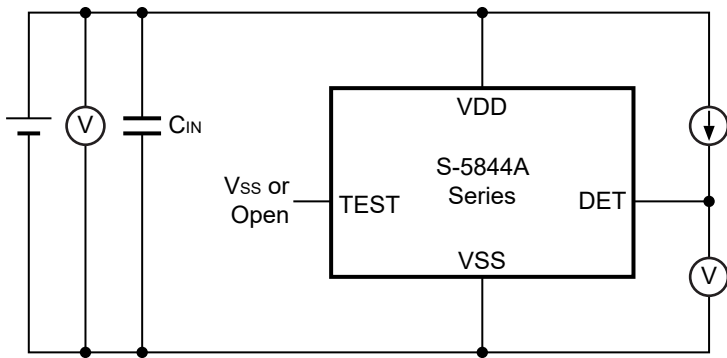 VDD
V
CIN
S-5844A
Series
VSS or
Open
TEST
DET
VSS
V